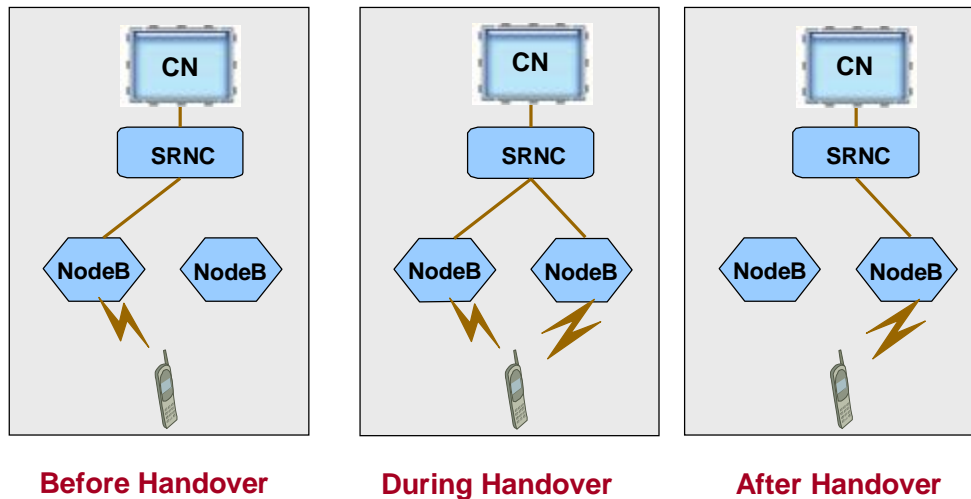 CN
SRNC
NodeB NodeB
Before Handover
CN
SRNC
NodeB NodeB
During Handover
CN
SRNC
NodeB NodeB
After Handover